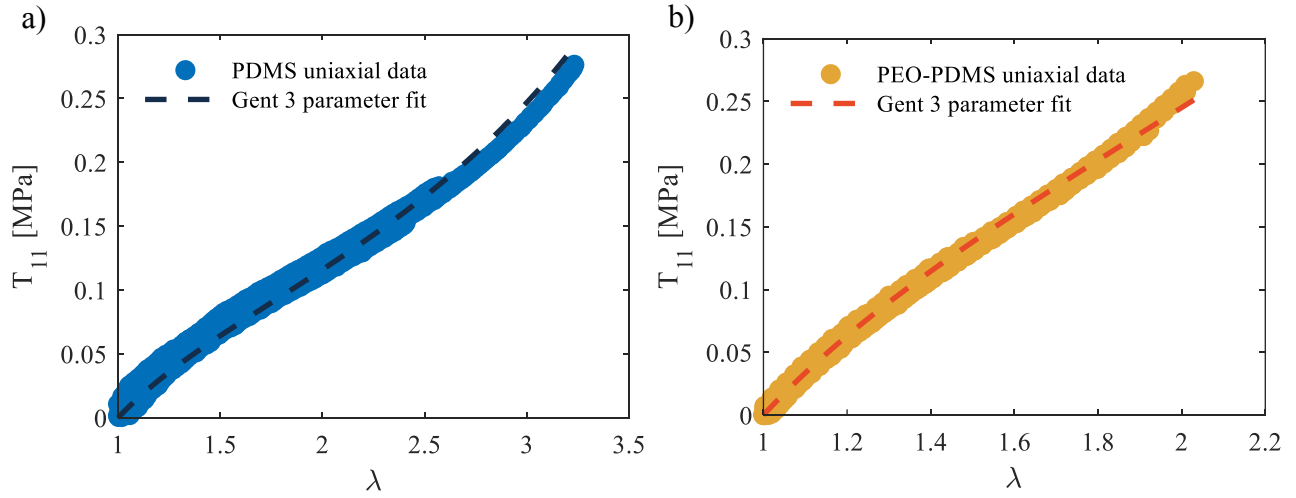 a)
0.3
0.25
0.2
0.15
0.1
0.05
0
T11 [MPa]
PDMS uniaxial data
Gent 3 parameter fit
1
1.5
2
2.5
3
3.5
λ
b)
0.3
0.25
0.2
0.15
0.1
0.05
0
T11 [MPa]
PEO-PDMS uniaxial data
Gent 3 parameter fit
1
1.2
1.4
1.6
1.8
2
2.2
λ